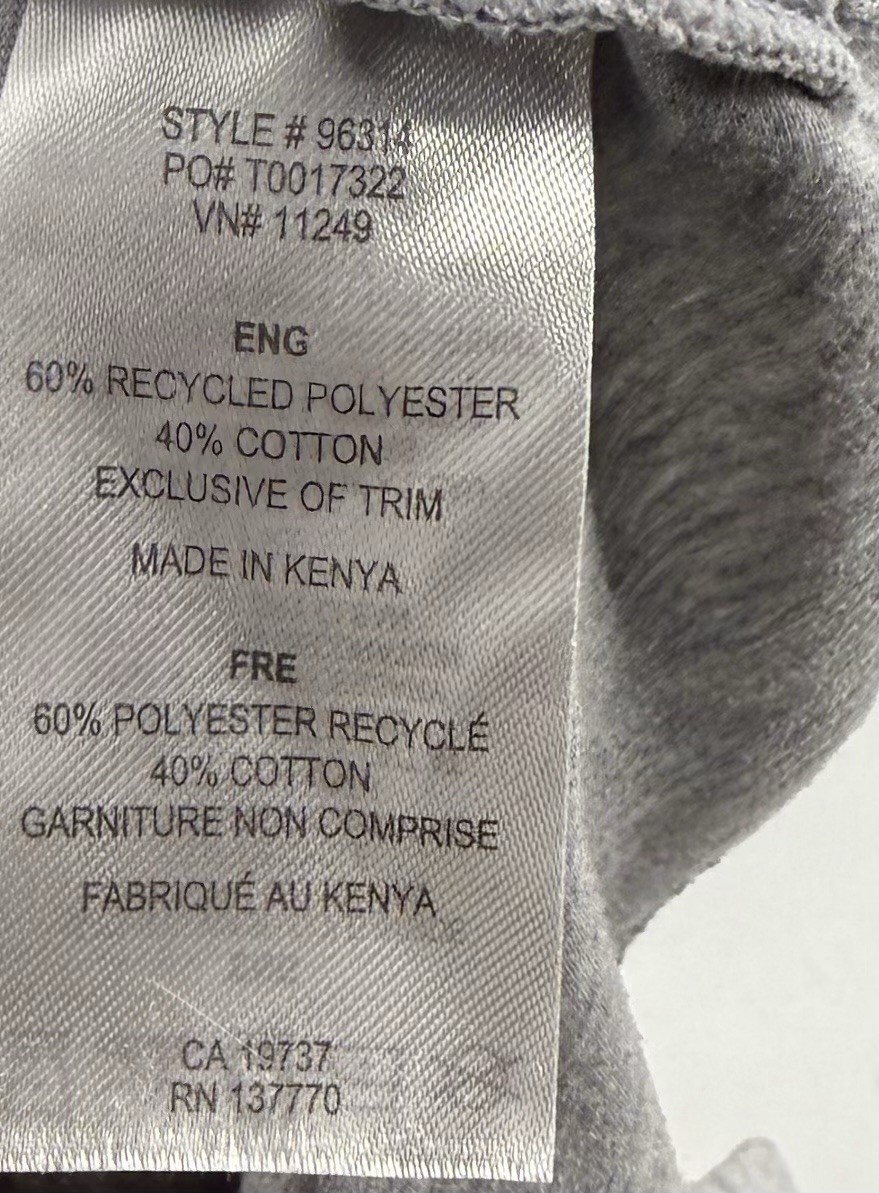 STYLE # 96314
PO# T0017322
VN# 11249
ENG
60% RECYCLED POLYESTER
40% COTTON
EXCLUSIVE OF TRIM
MADE IN KENYA
FRE
60% POLYESTER RECYCLÉ
40% COTTON
GARNITURE NON COMPRISE
FABRIQUÉ AU KENYA
CA 19737
RN 137770